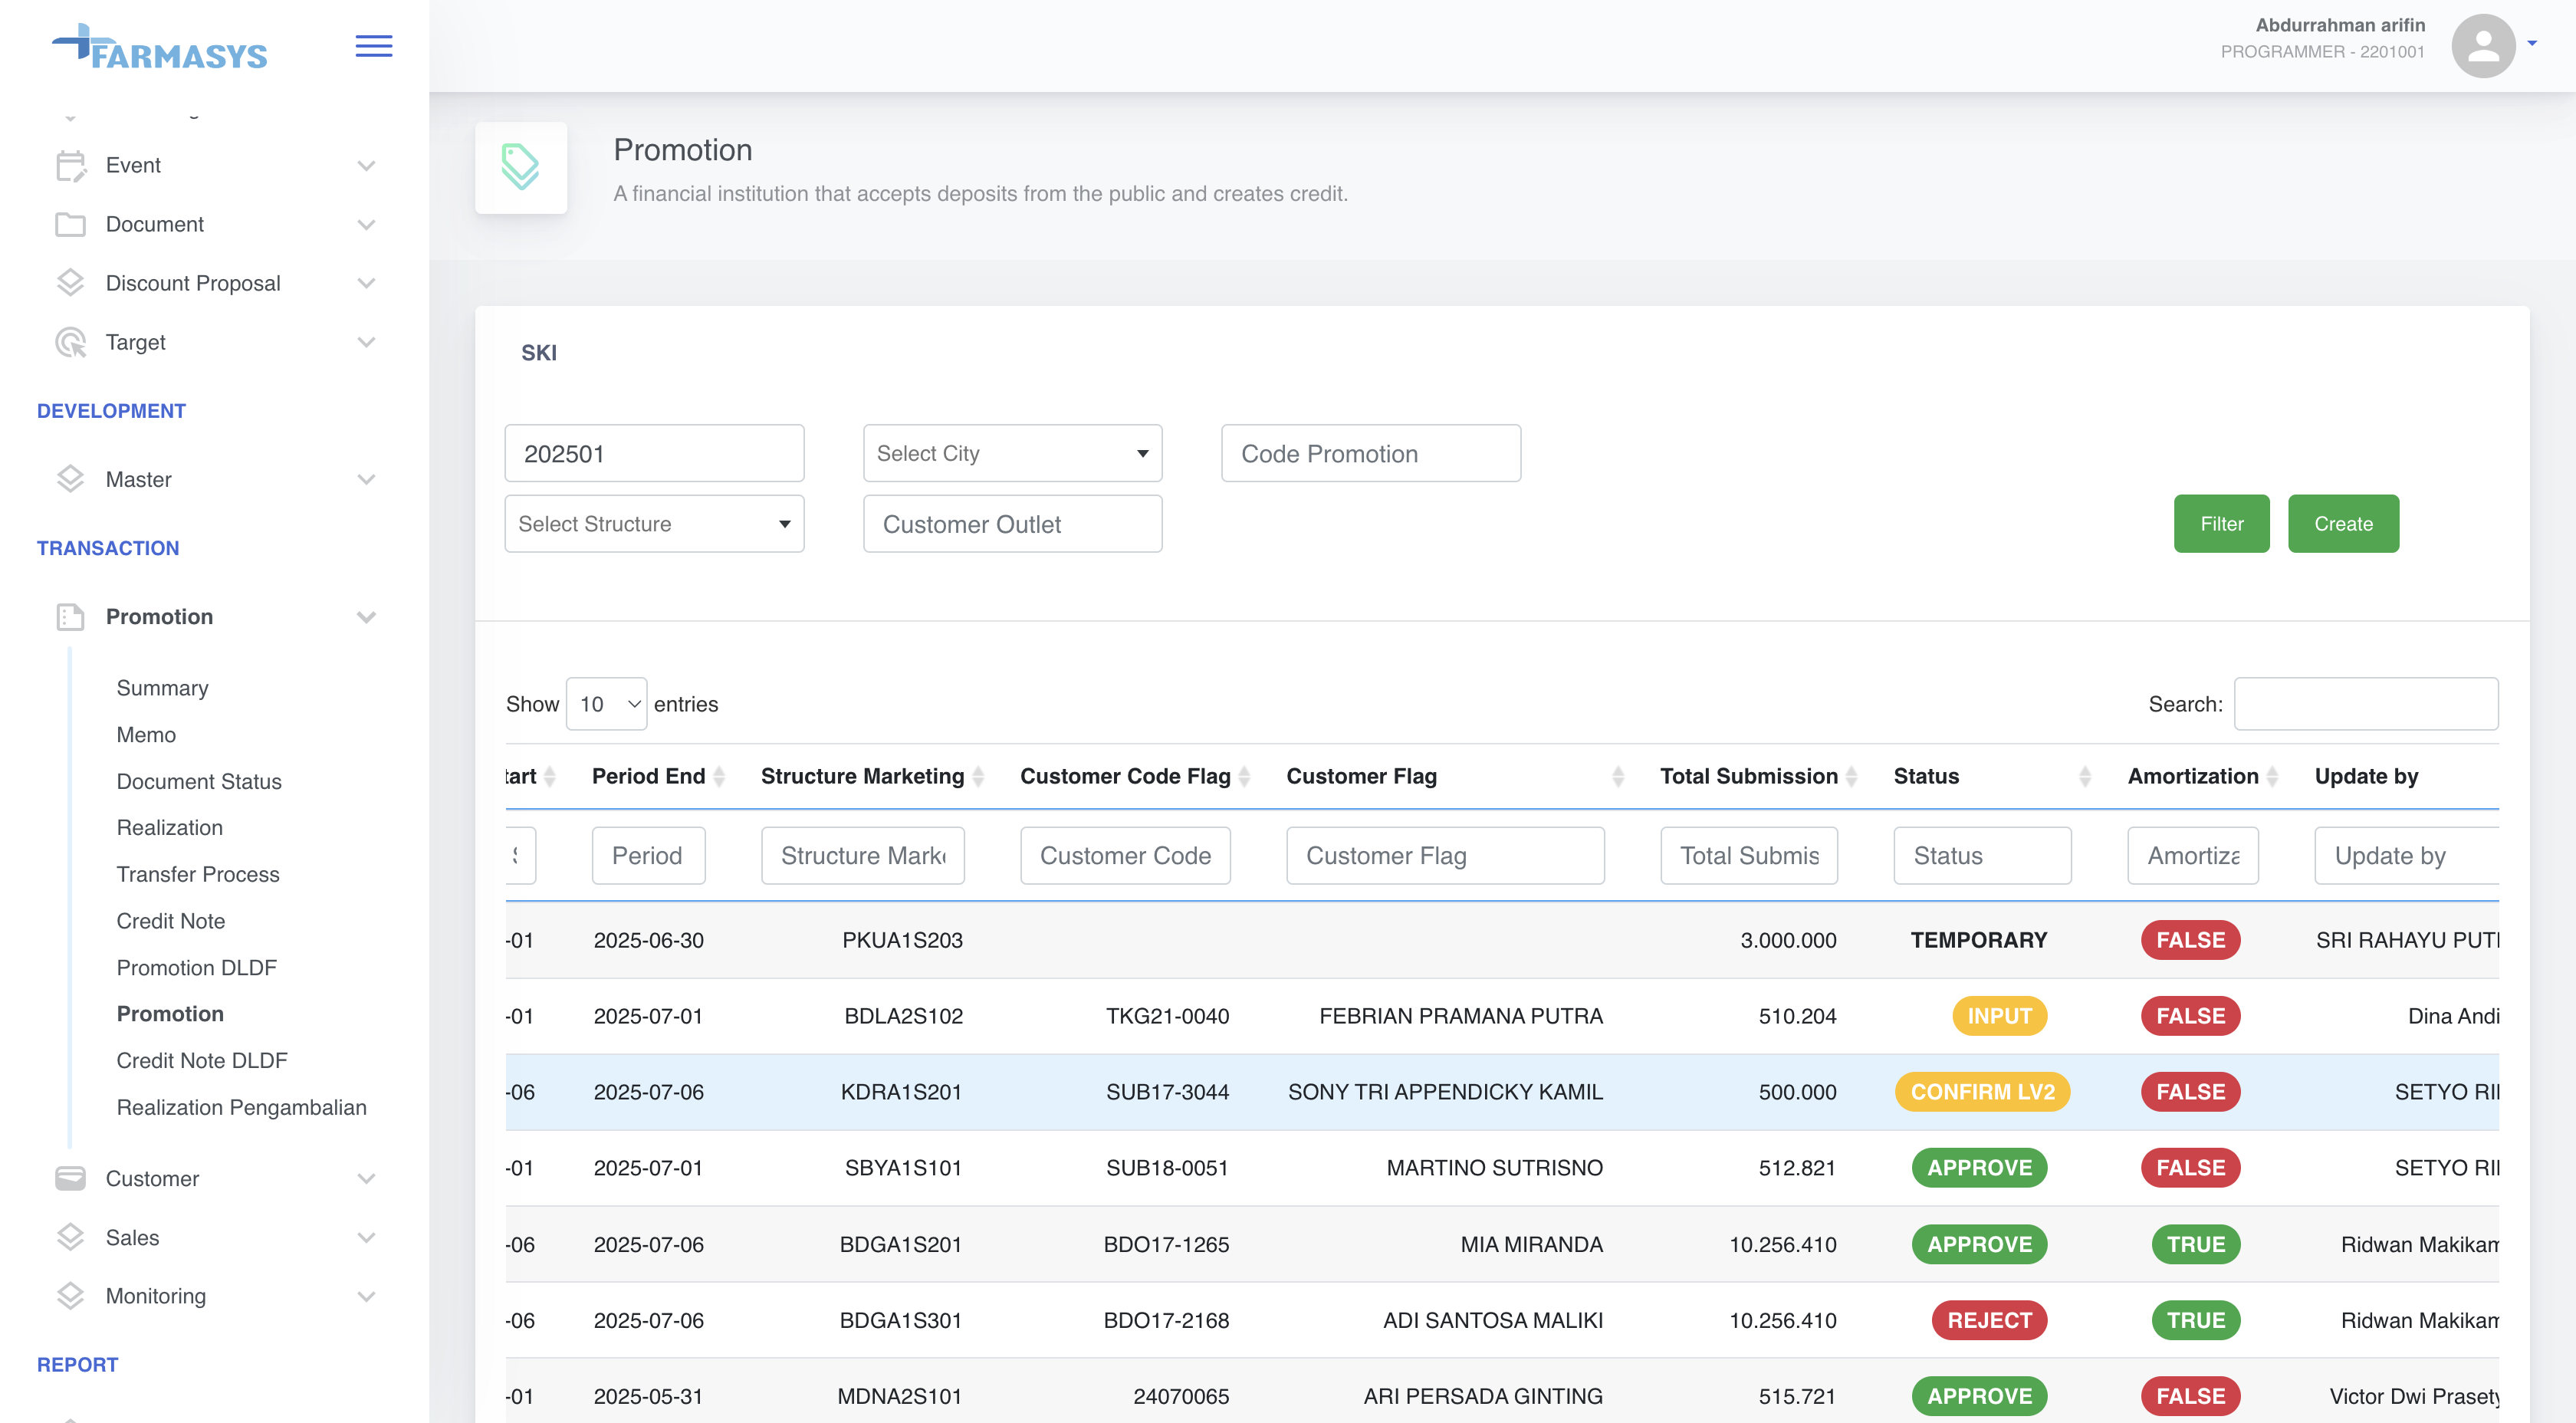 FARMASYS
Abdurrahman arifin
PROGRAMMER - 2201001
Event
Document
Discount Proposal
Target
DEVELOPMENT
Master
TRANSACTION
Promotion
Summary
Memo
Document Status
Realization
Transfer Process
Credit Note
Promotion DLDF
Promotion
Credit Note DLDF
Realization Pengambalian
Customer
Sales
Monitoring
REPORT
Promotion
A financial institution that accepts deposits from the public and creates credit.
SKI
202501 Select City Code Promotion
Select Structure Customer Outlet Filter Create
Show 10 entries Search:
tart Period End Structure Marketing Customer Code Flag Customer Flag Total Submission Status Amortization Update by
Period Structure Mark Customer Code Customer Flag Total Submis Status Amortiza Update by
-01 2025-06-30 PKUA1S203 3.000.000 TEMPORARY FALSE SRI RAHAYU PUT
-01 2025-07-01 BDLA2S102 TKG21-0040 FEBRIAN PRAMANA PUTRA 510.204 INPUT FALSE Dina Andi
-06 2025-07-06 KDRA1S201 SUB17-3044 SONY TRI APPENDICKY KAMIL 500.000 CONFIRM LV2 FALSE SETYO RI
-01 2025-07-01 SBYA1S101 SUB18-0051 MARTINO SUTRISNO 512.821 APPROVE FALSE SETYO RI
-06 2025-07-06 BDGA1S201 BDO17-1265 MIA MIRANDA 10.256.410 APPROVE TRUE Ridwan Makikam
-06 2025-07-06 BDGA1S301 BDO17-2168 ADI SANTOSA MALIKI 10.256.410 REJECT TRUE Ridwan Makikam
-01 2025-05-31 MDNA2S101 24070065 ARI PERSADA GINTING 515.721 APPROVE FALSE Victor Dwi Prasety